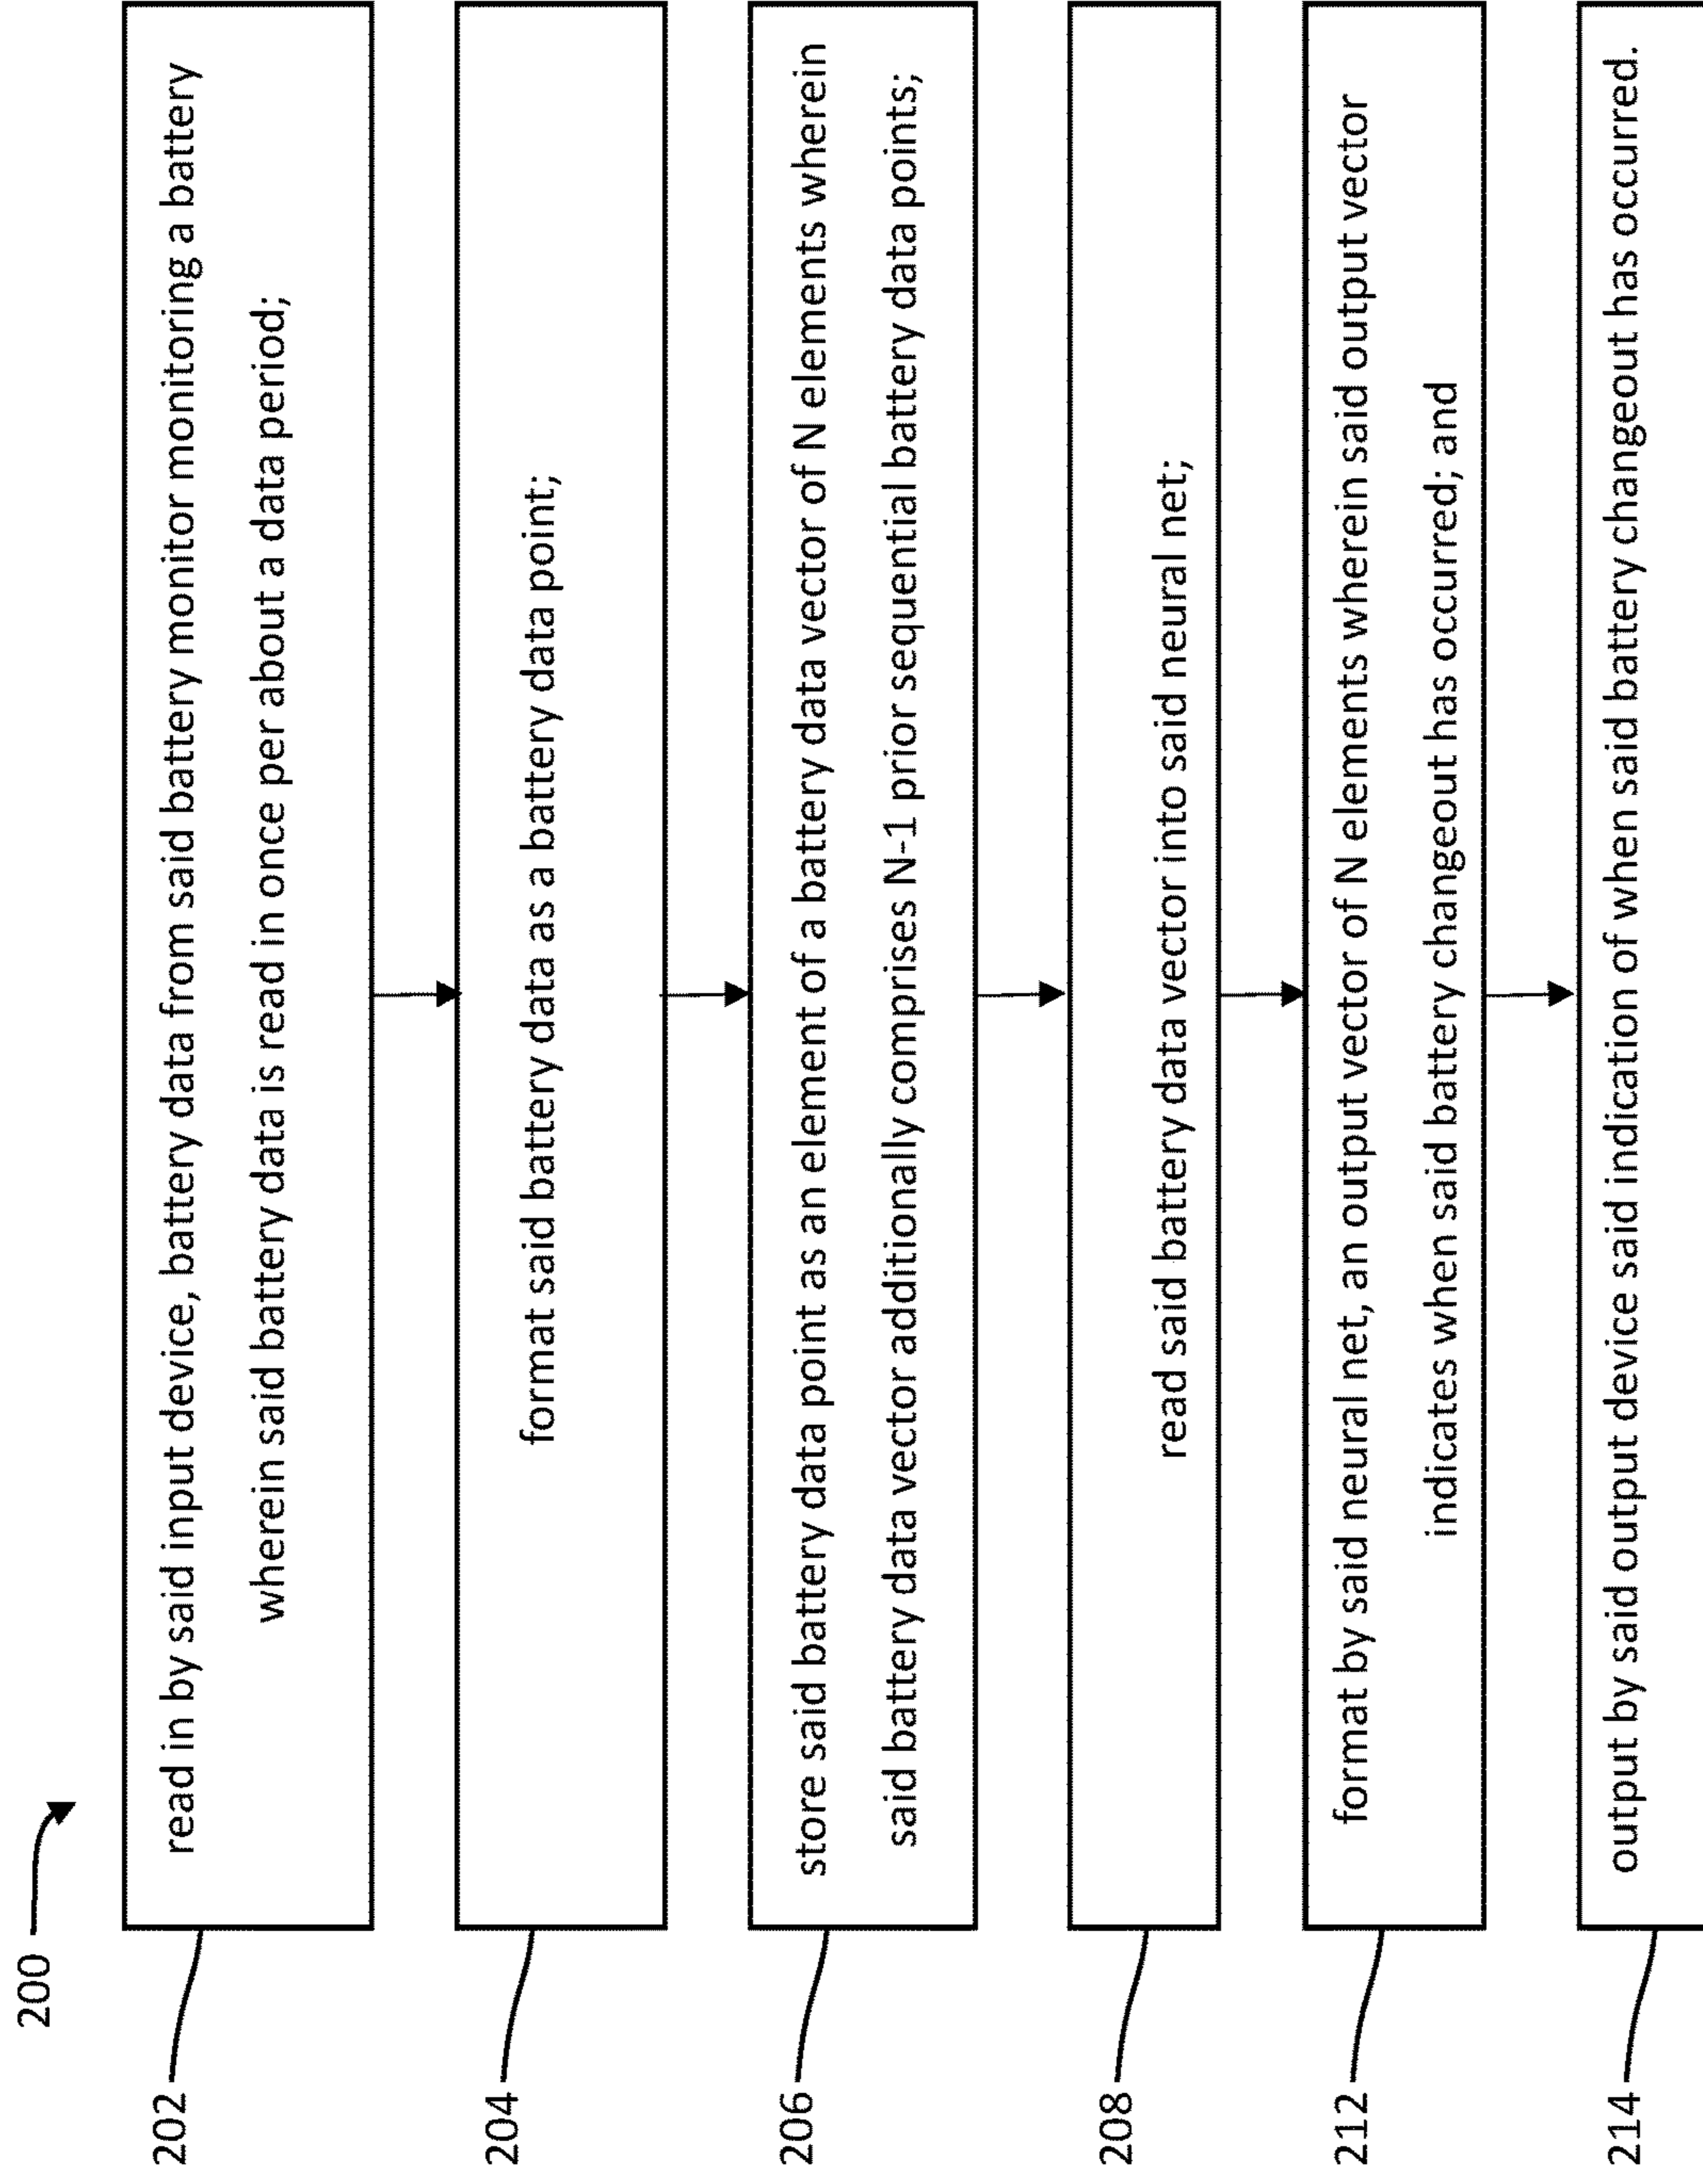 200
202
read in by said input device, battery data from said battery monitor monitoring a battery
wherein said battery data is read in once per about a data period;
204
format said battery data as a battery data point;
206
store said battery data point as an element of a battery data vector of N elements wherein
said battery data vector additionally comprises N-1 prior sequential battery data points;
208
read said battery data vector into said neural net;
212
format by said neural net, an output vector of N elements wherein said output vector
indicates when said battery changeout has occurred; and
214
output by said output device said indication of when said battery changeout has occurred.